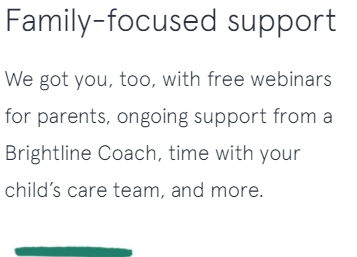 Family-focused support
We got you, too, with free webinars
for parents, ongoing support from a
Brightline Coach, time with your
child’s care team, and more.